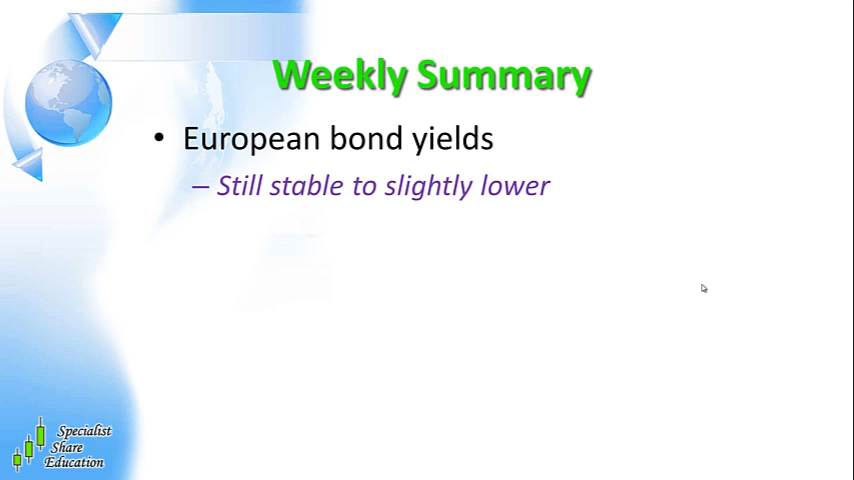 Weekly Summary
• European bond yields
– Still stable to slightly lower
Specialist
Share
Education